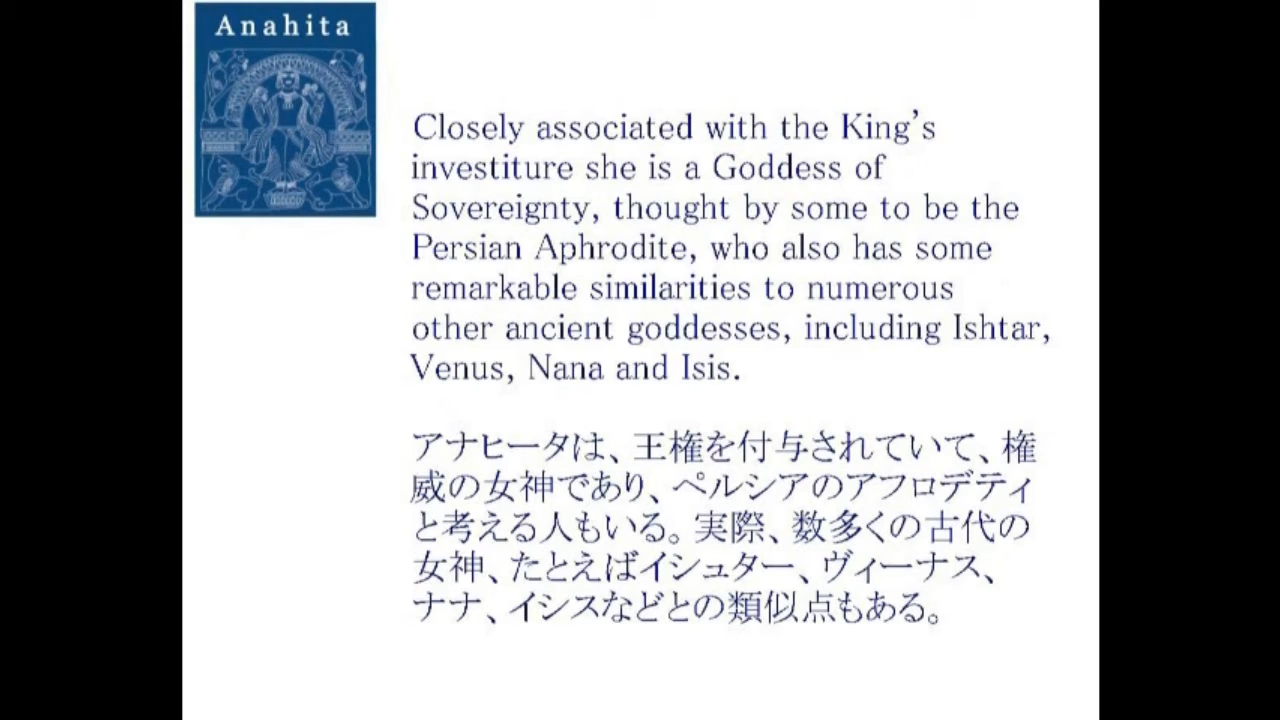 Anahita
Closely associated with the King's
investiture she is a Goddess of
Sovereignty, thought by some to be the
Persian Aphrodite, who also has some
remarkable similarities to numerous
other ancient goddesses, including Ishtar,
Venus, Nana and Isis.
アナヒータは、王権を付与されていて、権
威の女神であり、ペルシアのアフロデティ
と考える人もいる。実際、数多くの古代の
女神、たとえばイシュター、ヴィーナス、
ナナ、イシスなどとの類似点もある。